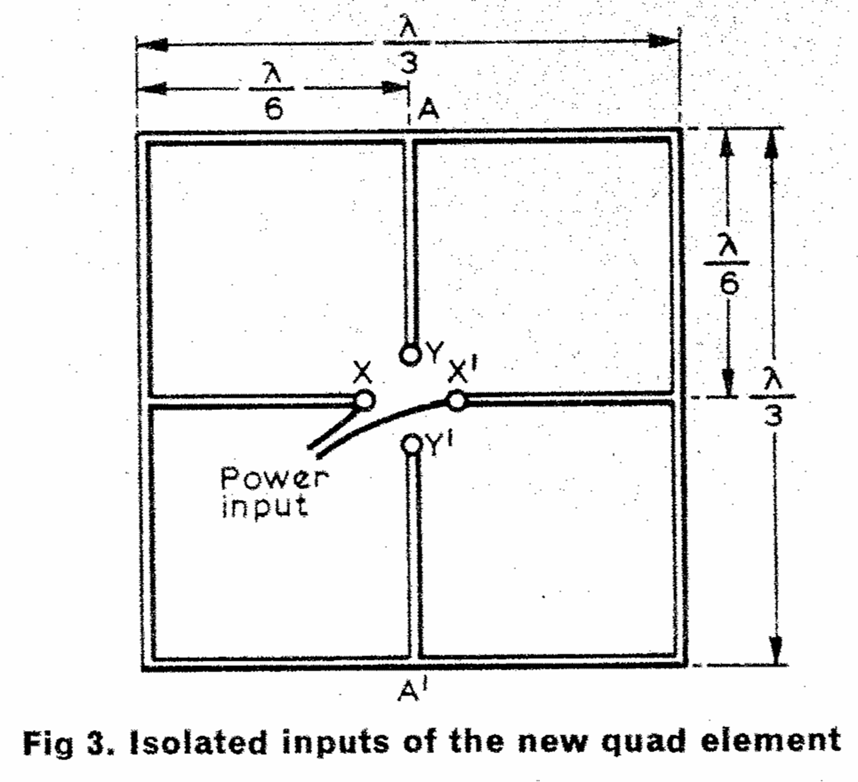 λ/3
λ/6
A
λ/6
Y
X X'
λ/3
Y'
Power
input
A'
Fig 3. Isolated inputs of the new quad element